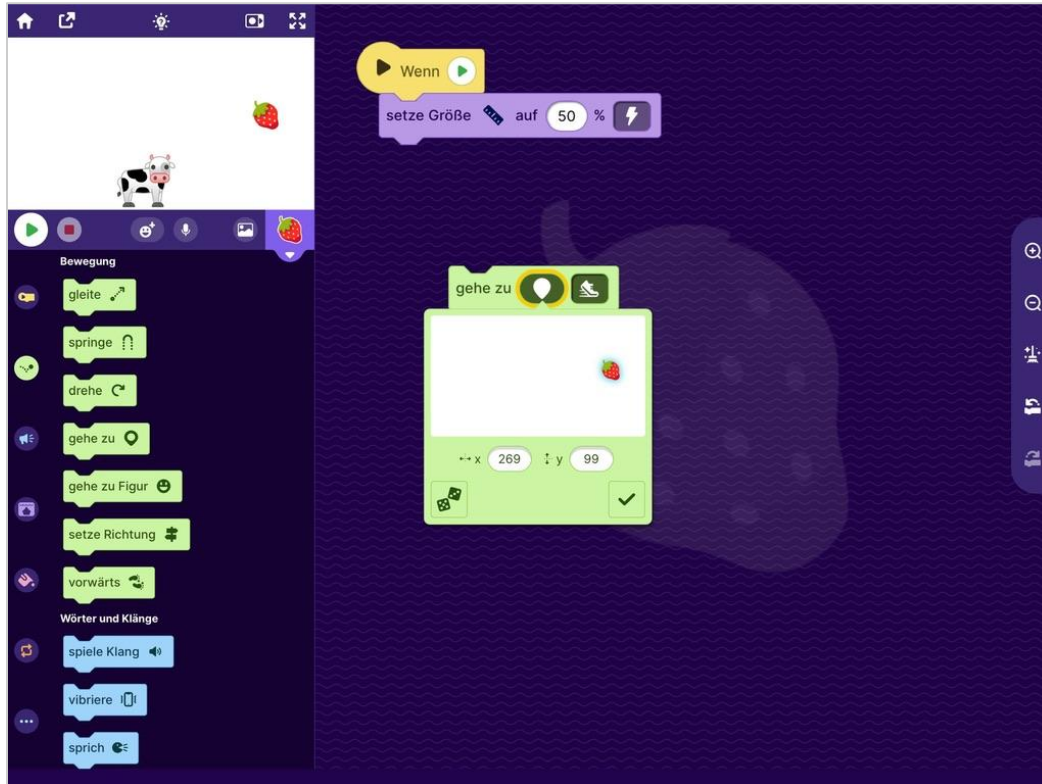 Wenn
setze Größe auf 50 %
gehe zu
x 269 y 99
Bewegung
gleite
springe
drehe
gehe zu
gehe zu Figur
setze Richtung
vorwärts
Wörter und Klänge
spiele Klang
vibriere
sprich